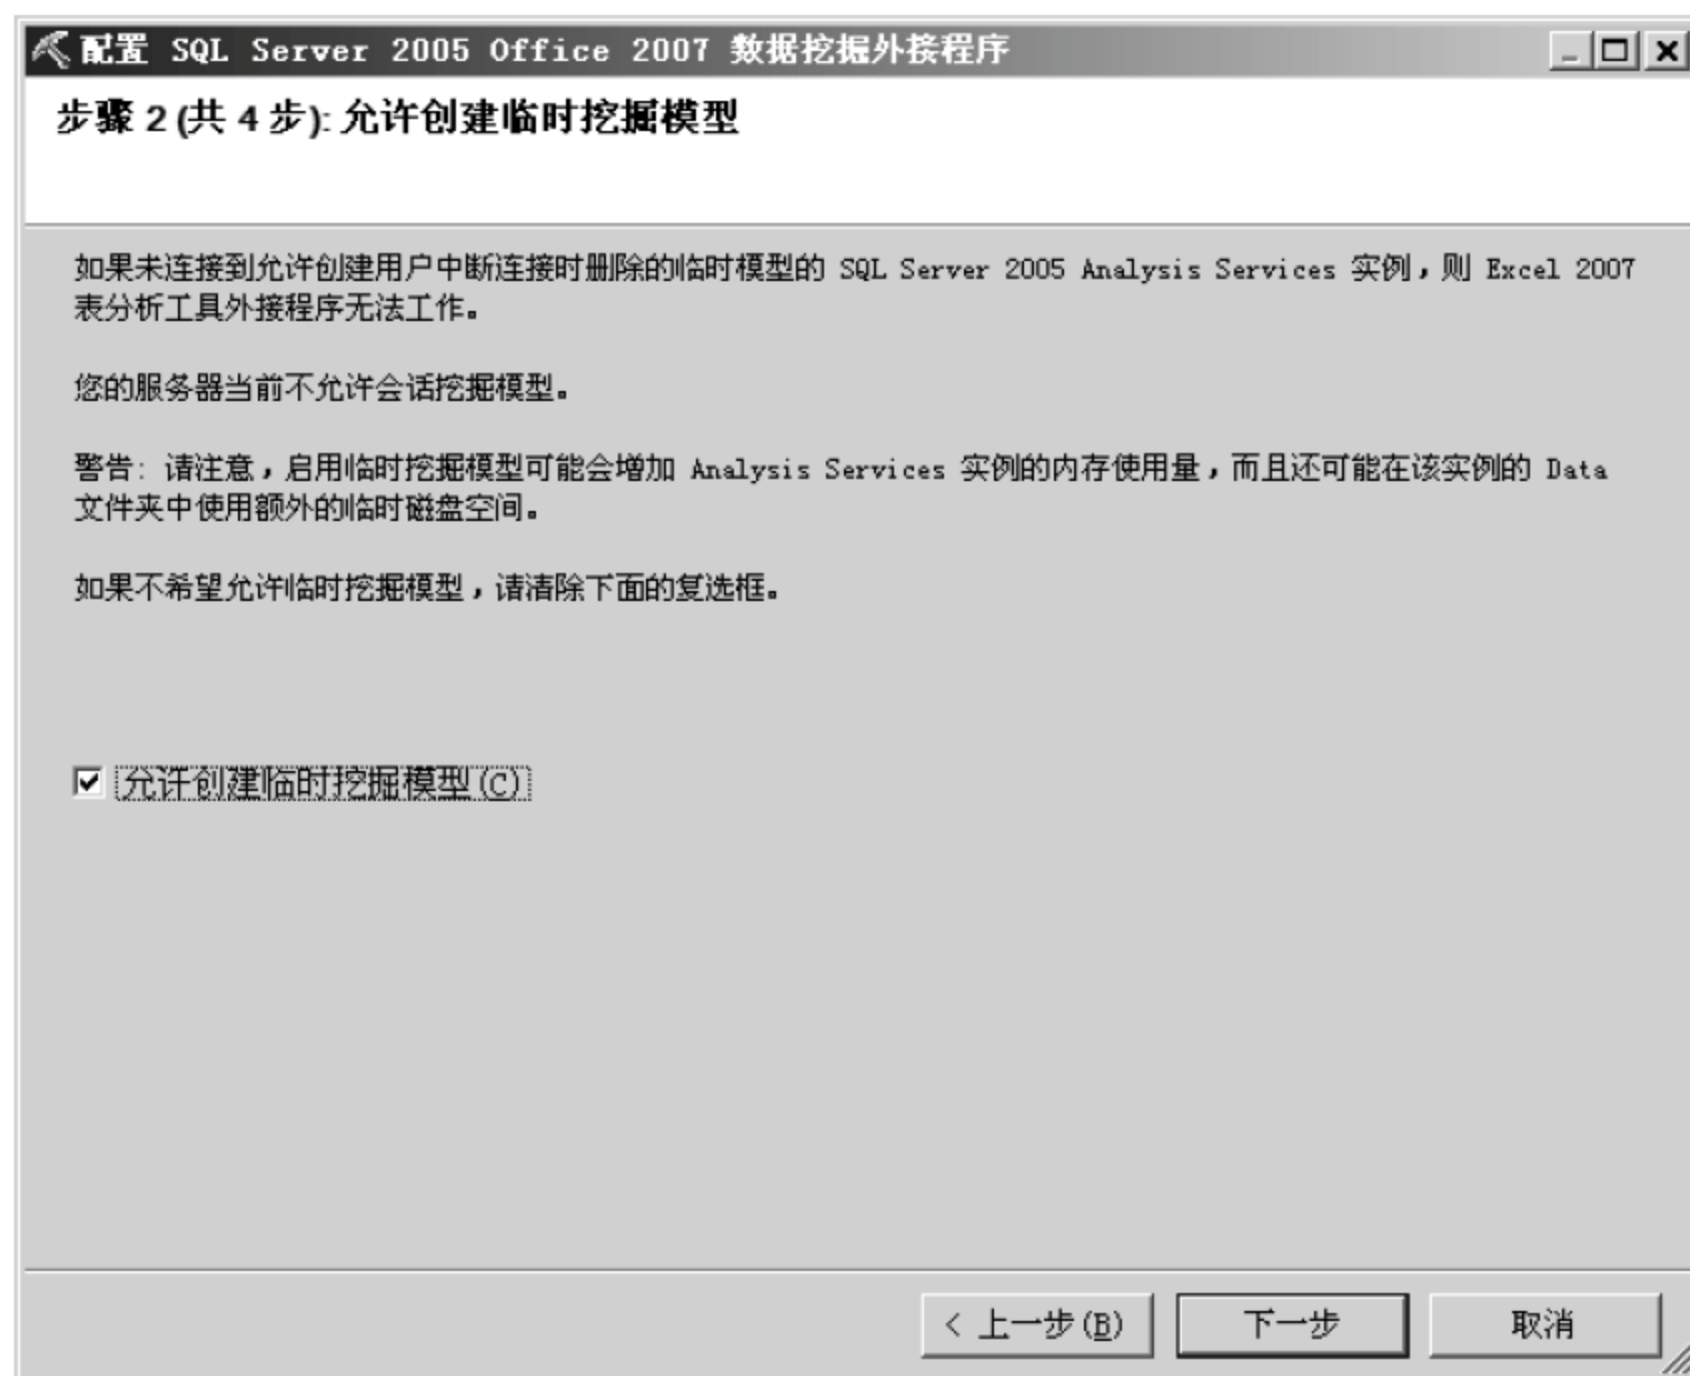 配置 SQL Server 2005 Office 2007 数据挖掘外接程序
步骤 2 (共 4 步): 允许创建临时挖掘模型
如果未连接到允许创建用户中断连接时删除的临时模型的 SQL Server 2005 Analysis Services 实例，则 Excel 2007
表分析工具外接程序无法工作。
您的服务器当前不允许会话挖掘模型。
警告: 请注意，启用临时挖掘模型可能会增加 Analysis Services 实例的内存使用量，而且还可能在该实例的 Data
文件夹中使用额外的临时磁盘空间。
如果不希望允许临时挖掘模型，请清除下面的复选框。
允许创建临时挖掘模型(C)
< 上一步(B) 下一步 取消